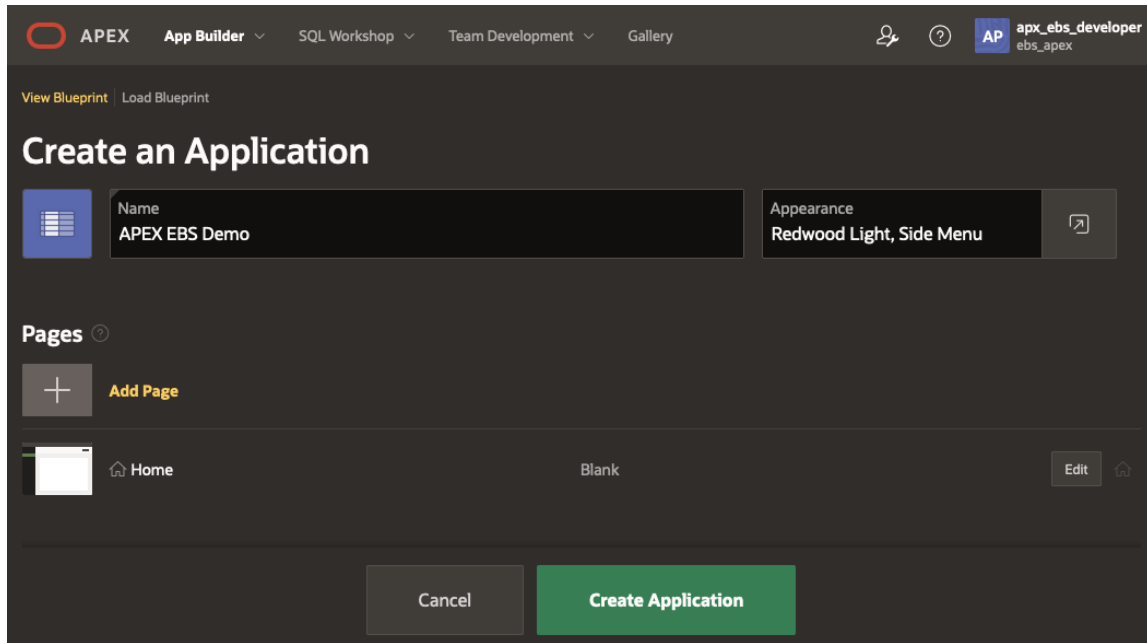 APEX App Builder SQL Workshop Team Development Gallery AP apx_ebs_developer
ebs_apex
View Blueprint Load Blueprint
Create an Application
Name
APEX EBS Demo
Appearance
Redwood Light, Side Menu
Pages
Add Page
Home Blank Edit
Cancel Create Application